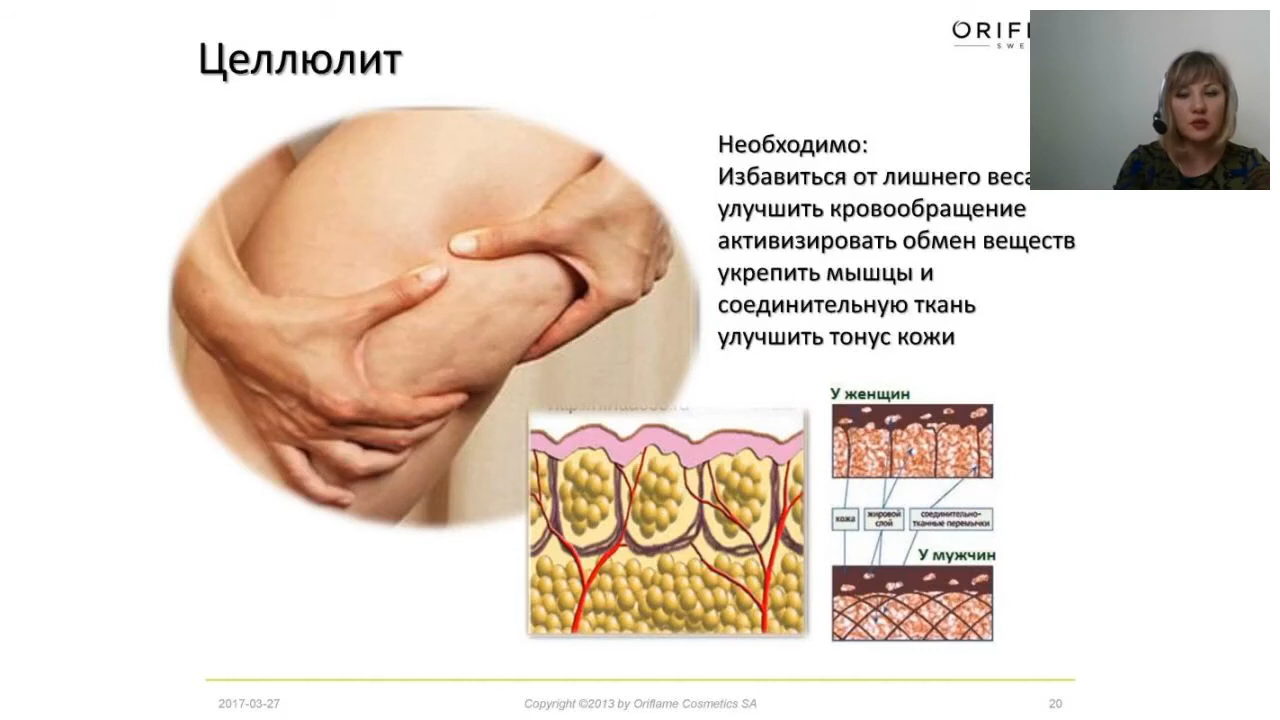 Целлюлит
ORIF
SWE
Необходимо:
Избавиться от лишнего веса
улучшить кровообращение
активизировать обмен веществ
укрепить мышцы и
соединительную ткань
улучшить тонус кожи
У женщин
кожа
жировой
слой
соединительно-
тканные перемычки
У мужчин
2017-03-27
Copyright ©2013 by Oriflame Cosmetics SA
20